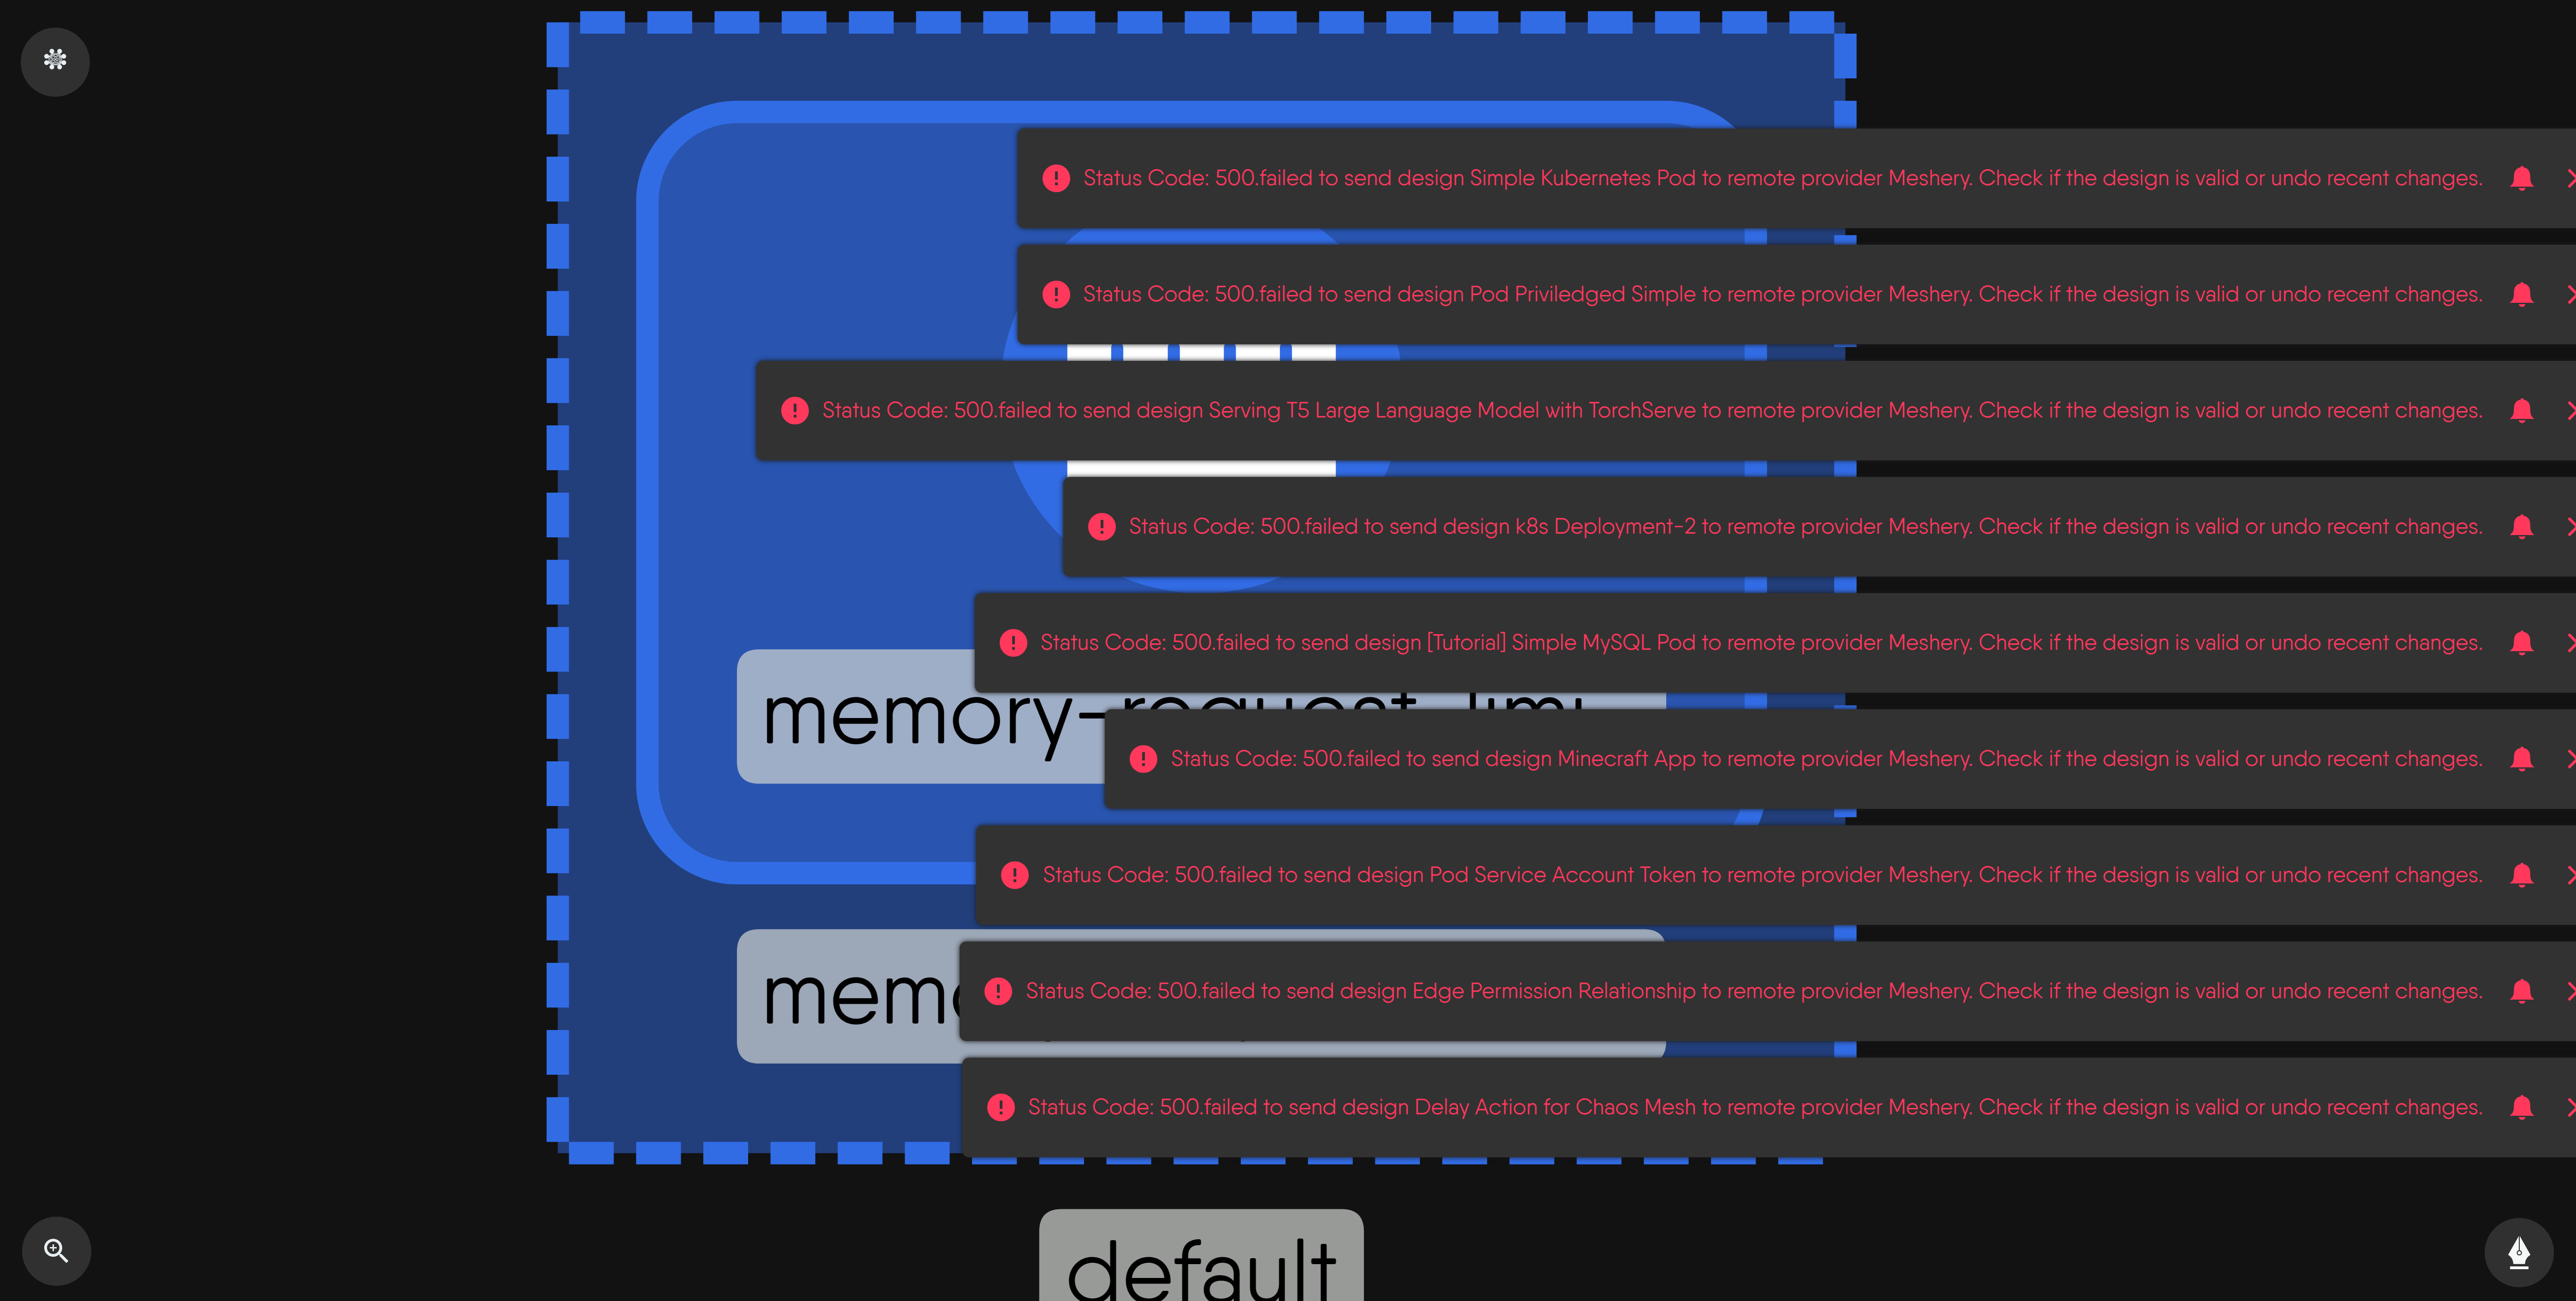 Status Code: 500.failed to send design Simple Kubernetes Pod to remote provider Meshery. Check if the design is valid or undo recent changes.
Status Code: 500.failed to send design Pod Priviledged Simple to remote provider Meshery. Check if the design is valid or undo recent changes.
Status Code: 500.failed to send design Serving T5 Large Language Model with TorchServe to remote provider Meshery. Check if the design is valid or undo recent changes.
Status Code: 500.failed to send design k8s Deployment-2 to remote provider Meshery. Check if the design is valid or undo recent changes.
Status Code: 500.failed to send design [Tutorial] Simple MySQL Pod to remote provider Meshery. Check if the design is valid or undo recent changes.
memory-request-limi
Status Code: 500.failed to send design Minecraft App to remote provider Meshery. Check if the design is valid or undo recent changes.
Status Code: 500.failed to send design Pod Service Account Token to remote provider Meshery. Check if the design is valid or undo recent changes.
Status Code: 500.failed to send design Edge Permission Relationship to remote provider Meshery. Check if the design is valid or undo recent changes.
Status Code: 500.failed to send design Delay Action for Chaos Mesh to remote provider Meshery. Check if the design is valid or undo recent changes.
default